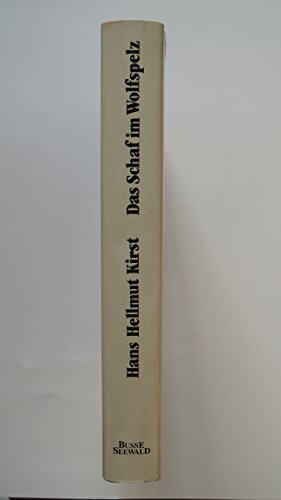 Hans Hellmut Kirst Das Schaf im Wolfspelz
BUSSE
SEEWALD